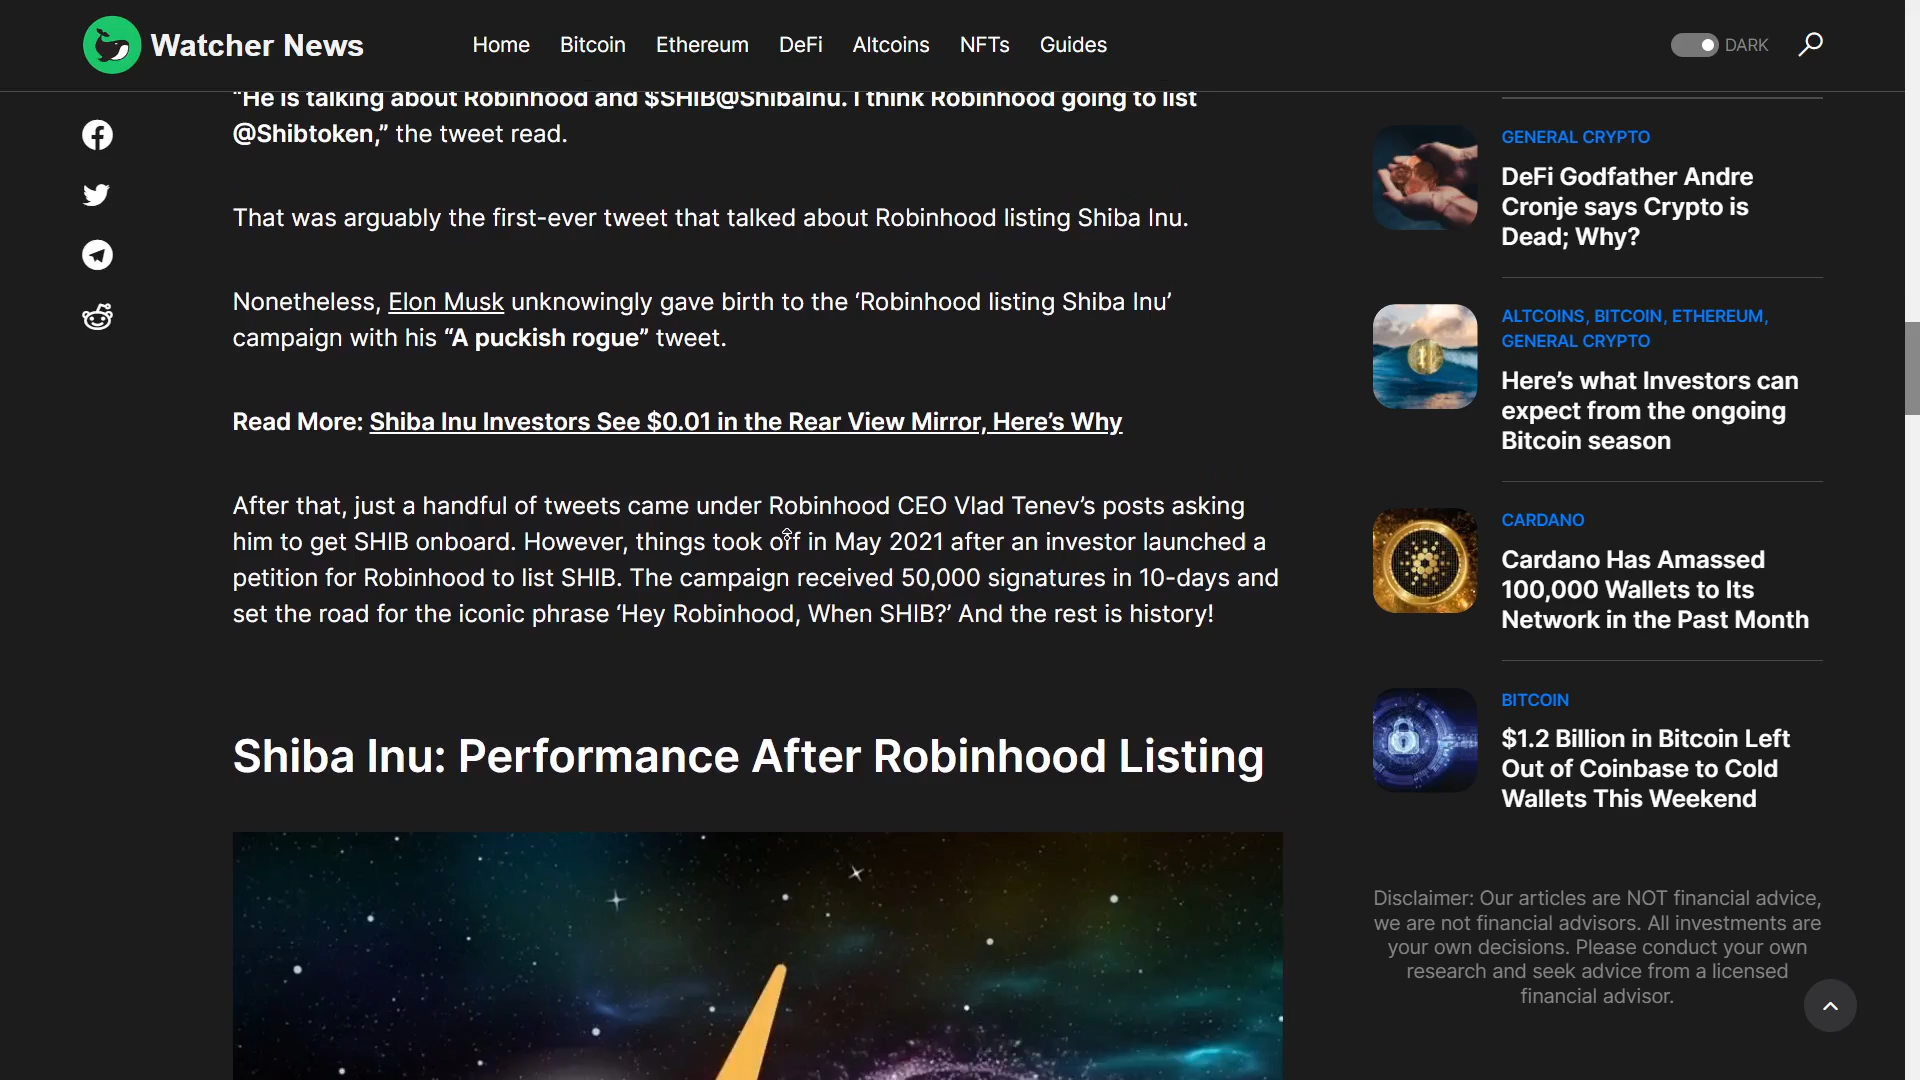 Watcher News
Home Bitcoin Ethereum DeFi Altcoins NFTs Guides
DARK
"He is talking about Robinhood and $SHIB@ShibaInu. I think Robinhood going to list
@Shibtoken,” the tweet read.
That was arguably the first-ever tweet that talked about Robinhood listing Shiba Inu.
Nonetheless, Elon Musk unknowingly gave birth to the ‘Robinhood listing Shiba Inu’
campaign with his “A puckish rogue” tweet.
Read More: Shiba Inu Investors See $0.01 in the Rear View Mirror, Here’s Why
After that, just a handful of tweets came under Robinhood CEO Vlad Tenev’s posts asking
him to get SHIB onboard. However, things took off in May 2021 after an investor launched a
petition for Robinhood to list SHIB. The campaign received 50,000 signatures in 10-days and
set the road for the iconic phrase ‘Hey Robinhood, When SHIB?’ And the rest is history!
Shiba Inu: Performance After Robinhood Listing
GENERAL CRYPTO
DeFi Godfather Andre
Cronje says Crypto is
Dead; Why?
ALTCOINS, BITCOIN, ETHEREUM,
GENERAL CRYPTO
Here’s what Investors can
expect from the ongoing
Bitcoin season
CARDANO
Cardano Has Amassed
100,000 Wallets to Its
Network in the Past Month
BITCOIN
$1.2 Billion in Bitcoin Left
Out of Coinbase to Cold
Wallets This Weekend
Disclaimer: Our articles are NOT financial advice,
we are not financial advisors. All investments are
your own decisions. Please conduct your own
research and seek advice from a licensed
financial advisor.